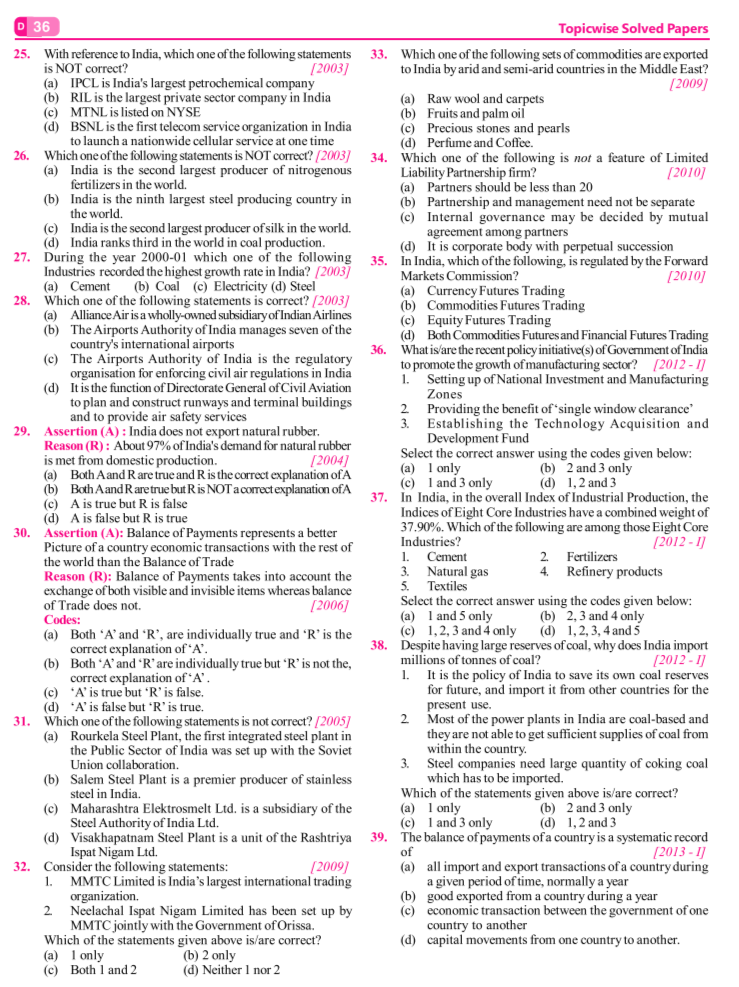 D 36
Topicwise Solved Papers
25. With reference to India, which one of the following statements
is NOT correct? [2003]
(a) IPCL is India's largest petrochemical company
(b) RIL is the largest private sector company in India
(c) MTNL is listed on NYSE
(d) BSNL is the first telecom service organization in India
to launch a nationwide cellular service at one time
26. Which one of the following statements is NOT correct? [2003]
(a) India is the second largest producer of nitrogenous
fertilizers in the world.
(b) India is the ninth largest steel producing country in
the world.
(c) India is the second largest producer of silk in the world.
(d) India ranks third in the world in coal production.
27. During the year 2000-01 which one of the following
Industries recorded the highest growth rate in India? [2003]
(a) Cement (b) Coal (c) Electricity (d) Steel
28. Which one of the following statements is correct? [2003]
(a) Alliance Air is a wholly-owned subsidiary of Indian Airlines
(b) The Airports Authority of India manages seven of the
country's international airports
(c) The Airports Authority of India is the regulatory
organisation for enforcing civil air regulations in India
(d) It is the function of Directorate General of Civil Aviation
to plan and construct runways and terminal buildings
and to provide air safety services
29. Assertion (A) : India does not export natural rubber.
Reason (R) : About 97% of India's demand for natural rubber
is met from domestic production. [2004]
(a) Both A and R are true and R is the correct explanation of A
(b) Both A and R are true but R is NOT a correct explanation of A
(c) A is true but R is false
(d) A is false but R is true
30. Assertion (A): Balance of Payments represents a better
Picture of a country economic transactions with the rest of
the world than the Balance of Trade
Reason (R): Balance of Payments takes into account the
exchange of both visible and invisible items whereas balance
of Trade does not. [2006]
Codes:
(a) Both ‘A’ and ‘R’, are individually true and ‘R’ is the
correct explanation of ‘A’.
(b) Both ‘A’ and ‘R’ are individually true but ‘R’ is not the,
correct explanation of ‘A’ .
(c) ‘A’ is true but ‘R’ is false.
(d) ‘A’ is false but ‘R’ is true.
31. Which one of the following statements is not correct? [2005]
(a) Rourkela Steel Plant, the first integrated steel plant in
the Public Sector of India was set up with the Soviet
Union collaboration.
(b) Salem Steel Plant is a premier producer of stainless
steel in India.
(c) Maharashtra Elektrosmelt Ltd. is a subsidiary of the
Steel Authority of India Ltd.
(d) Visakhapatnam Steel Plant is a unit of the Rashtriya
Ispat Nigam Ltd.
32. Consider the following statements: [2009]
1. MMTC Limited is India’s largest international trading
organization.
2. Neelachal Ispat Nigam Limited has been set up by
MMTC jointly with the Government of Orissa.
Which of the statements given above is/are correct?
(a) 1 only (b) 2 only
(c) Both 1 and 2 (d) Neither 1 nor 2
33. Which one of the following sets of commodities are exported
to India by arid and semi-arid countries in the Middle East?
[2009]
(a) Raw wool and carpets
(b) Fruits and palm oil
(c) Precious stones and pearls
(d) Perfume and Coffee.
34. Which one of the following is not a feature of Limited
Liability Partnership firm? [2010]
(a) Partners should be less than 20
(b) Partnership and management need not be separate
(c) Internal governance may be decided by mutual
agreement among partners
(d) It is corporate body with perpetual succession
35. In India, which of the following, is regulated by the Forward
Markets Commission? [2010]
(a) Currency Futures Trading
(b) Commodities Futures Trading
(c) Equity Futures Trading
(d) Both Commodities Futures and Financial Futures Trading
36. What is/are the recent policy initiative(s) of Government of India
to promote the growth of manufacturing sector? [2012 - I]
1. Setting up of National Investment and Manufacturing
Zones
2. Providing the benefit of ‘single window clearance’
3. Establishing the Technology Acquisition and
Development Fund
Select the correct answer using the codes given below:
(a) 1 only (b) 2 and 3 only
(c) 1 and 3 only (d) 1, 2 and 3
37. In India, in the overall Index of Industrial Production, the
Indices of Eight Core Industries have a combined weight of
37.90%. Which of the following are among those Eight Core
Industries? [2012 - I]
1. Cement 2. Fertilizers
3. Natural gas 4. Refinery products
5. Textiles
Select the correct answer using the codes given below:
(a) 1 and 5 only (b) 2, 3 and 4 only
(c) 1, 2, 3 and 4 only (d) 1, 2, 3, 4 and 5
38. Despite having large reserves of coal, why does India import
millions of tonnes of coal? [2012 - I]
1. It is the policy of India to save its own coal reserves
for future, and import it from other countries for the
present use.
2. Most of the power plants in India are coal-based and
they are not able to get sufficient supplies of coal from
within the country.
3. Steel companies need large quantity of coking coal
which has to be imported.
Which of the statements given above is/are correct?
(a) 1 only (b) 2 and 3 only
(c) 1 and 3 only (d) 1, 2 and 3
39. The balance of payments of a country is a systematic record
of [2013 - I]
(a) all import and export transactions of a country during
a given period of time, normally a year
(b) good exported from a country during a year
(c) economic transaction between the government of one
country to another
(d) capital movements from one country to another.